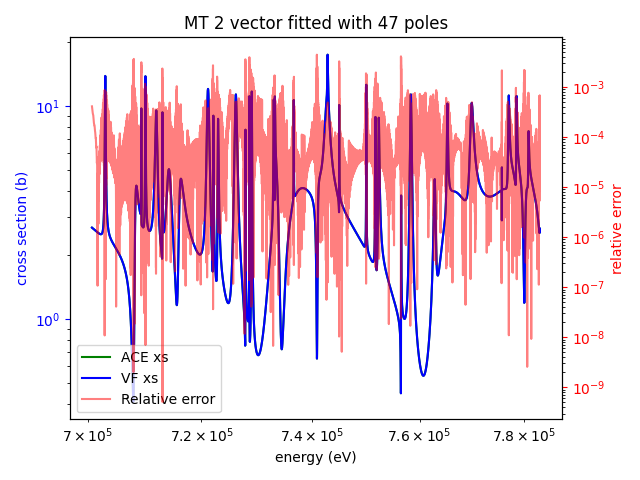 MT 2 vector fitted with 47 poles
cross section (b)
10¹
10⁰
ACE xs
VF xs
Relative error
7 × 10⁵
7.2 × 10⁵
7.4 × 10⁵
7.6 × 10⁵
7.8 × 10⁵
energy (eV)
10⁻³
10⁻⁴
10⁻⁵
10⁻⁶
10⁻⁷
10⁻⁸
10⁻⁹
relative error